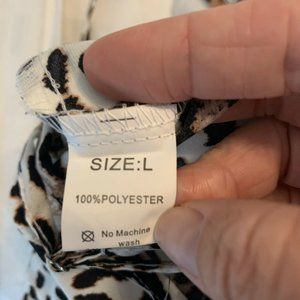 SIZE:L
100%POLYESTER
No Machine
wash